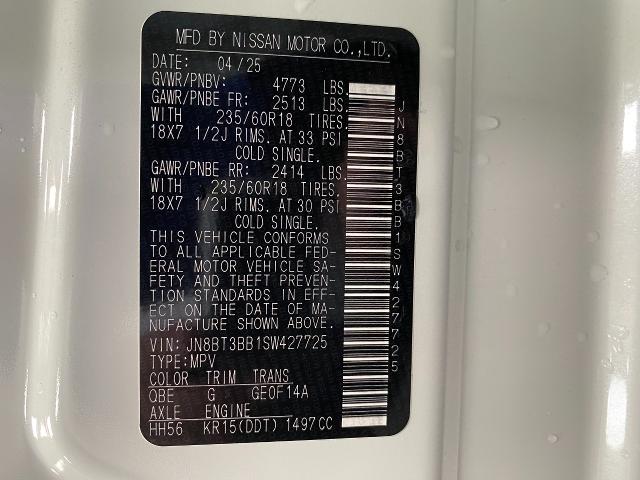 MFD BY NISSAN MOTOR CO.,LTD.
DATE: 04/25
GVWR/PNBV: 4773 LBS.
GAWR/PNBE FR: 2513 LBS.
WITH 235/60R18 TIRES.
18X7 1/2J RIMS. AT 33 PSI
COLD SINGLE.
GAWR/PNBE RR: 2414 LBS.
WITH 235/60R18 TIRES.
18X7 1/2J RIMS. AT 30 PSI
COLD SINGLE.
THIS VEHICLE CONFORMS
TO ALL APPLICABLE FED-
ERAL MOTOR VEHICLE SA-
FETY AND THEFT PREVEN-
TION STANDARDS IN EFF-
ECT ON THE DATE OF MA-
NUFACTURE SHOWN ABOVE.
VIN: JN8BT3BB1SW427725
TYPE:MPV
COLOR TRIM TRANS
QBE G GE0F14A
AXLE ENGINE
HH56 KR15(DDT) 1497CC
JN8BT3BB1SW427725